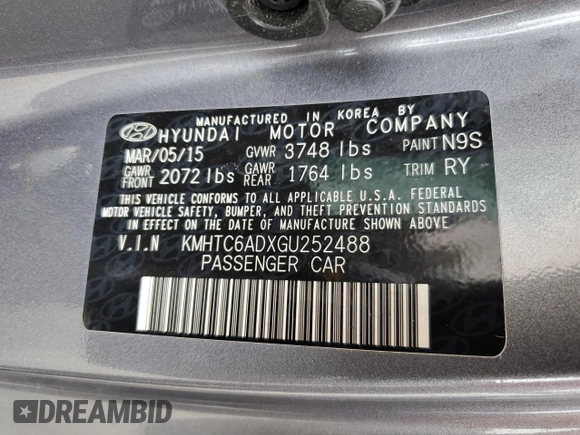 MANUFACTURED IN KOREA BY
HYUNDAI MOTOR COMPANY
MAR/05/15 GVWR 3748 lbs PAINT N9S
GAWR FRONT 2072 lbs GAWR REAR 1764 lbs TRIM RY
THIS VEHICLE CONFORMS TO ALL APPLICABLE U.S.A. FEDERAL
MOTOR VEHICLE SAFETY, BUMPER, AND THEFT PREVENTION STANDARDS
IN EFFECT ON THE DATE OF MANUFACTURE SHOWN ABOVE.
V.I.N KMHTC6ADXGU252488
PASSENGER CAR
DREAMBID